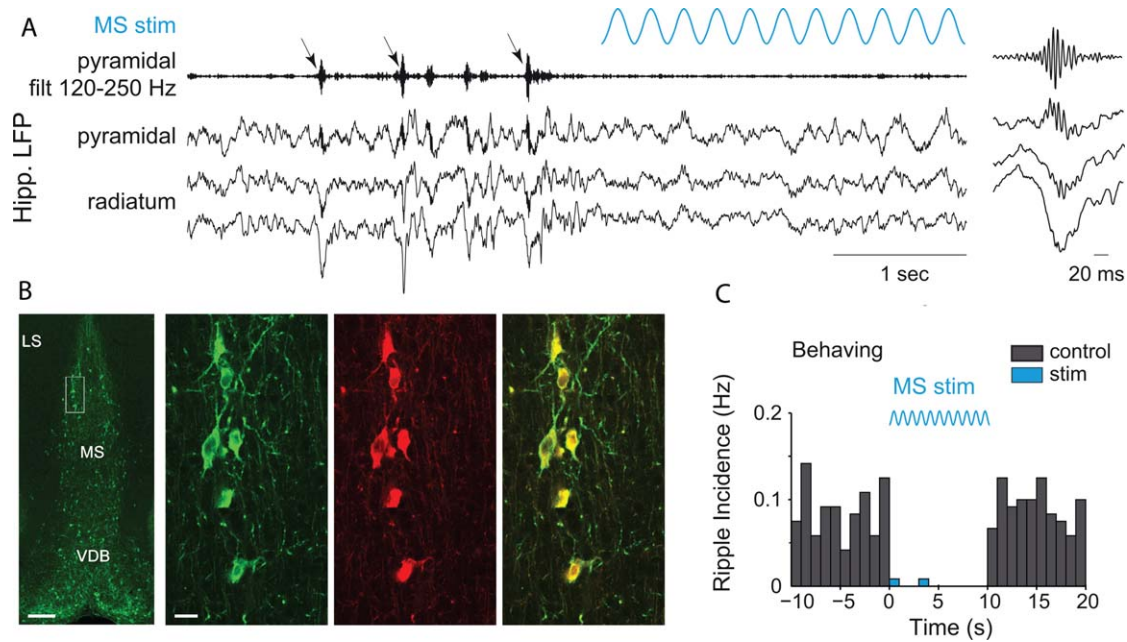 A
MS stim
pyramidal
filt 120-250 Hz
Hipp. LFP
pyramidal
radiatum
1 sec
20 ms
B
LS
MS
VDB
C
Behaving
control
stim
MS stim
Ripple Incidence (Hz)
0.2
0.1
0
−10 −5 0 5 10 15 20
Time (s)